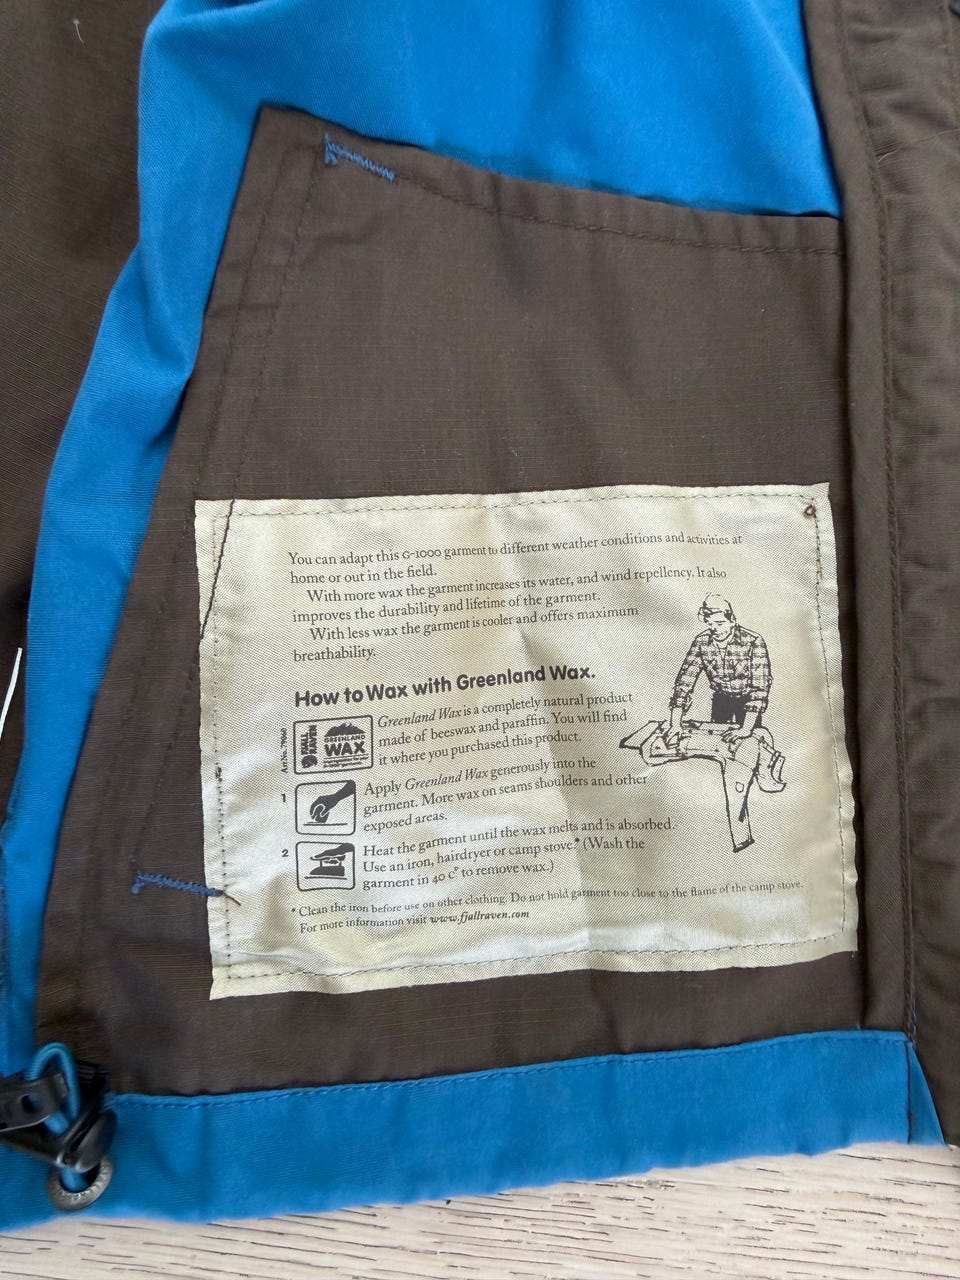 You can adapt this G-1000 garment to different weather conditions and activities at
home or out in the field.
With more wax the garment increases its water, and wind repellency. It also
improves the durability and lifetime of the garment.
With less wax the garment is cooler and offers maximum
breathability.
How to Wax with Greenland Wax.
Art No. 79060
FJÄLL
RÄVEN
GREENLAND
WAX
Greenland Wax is a completely natural product
made of beeswax and paraffin. You will find
it where you purchased this product.
1
Apply Greenland Wax generously into the
garment. More wax on seams shoulders and other
exposed areas.
2
Heat the garment until the wax melts and is absorbed.
Use an iron, hairdryer or camp stove.* (Wash the
garment in 40 C° to remove wax.)
* Clean the iron before use on other clothing. Do not hold garment too close to the flame of the camp stove.
For more information visit www.fjallraven.com